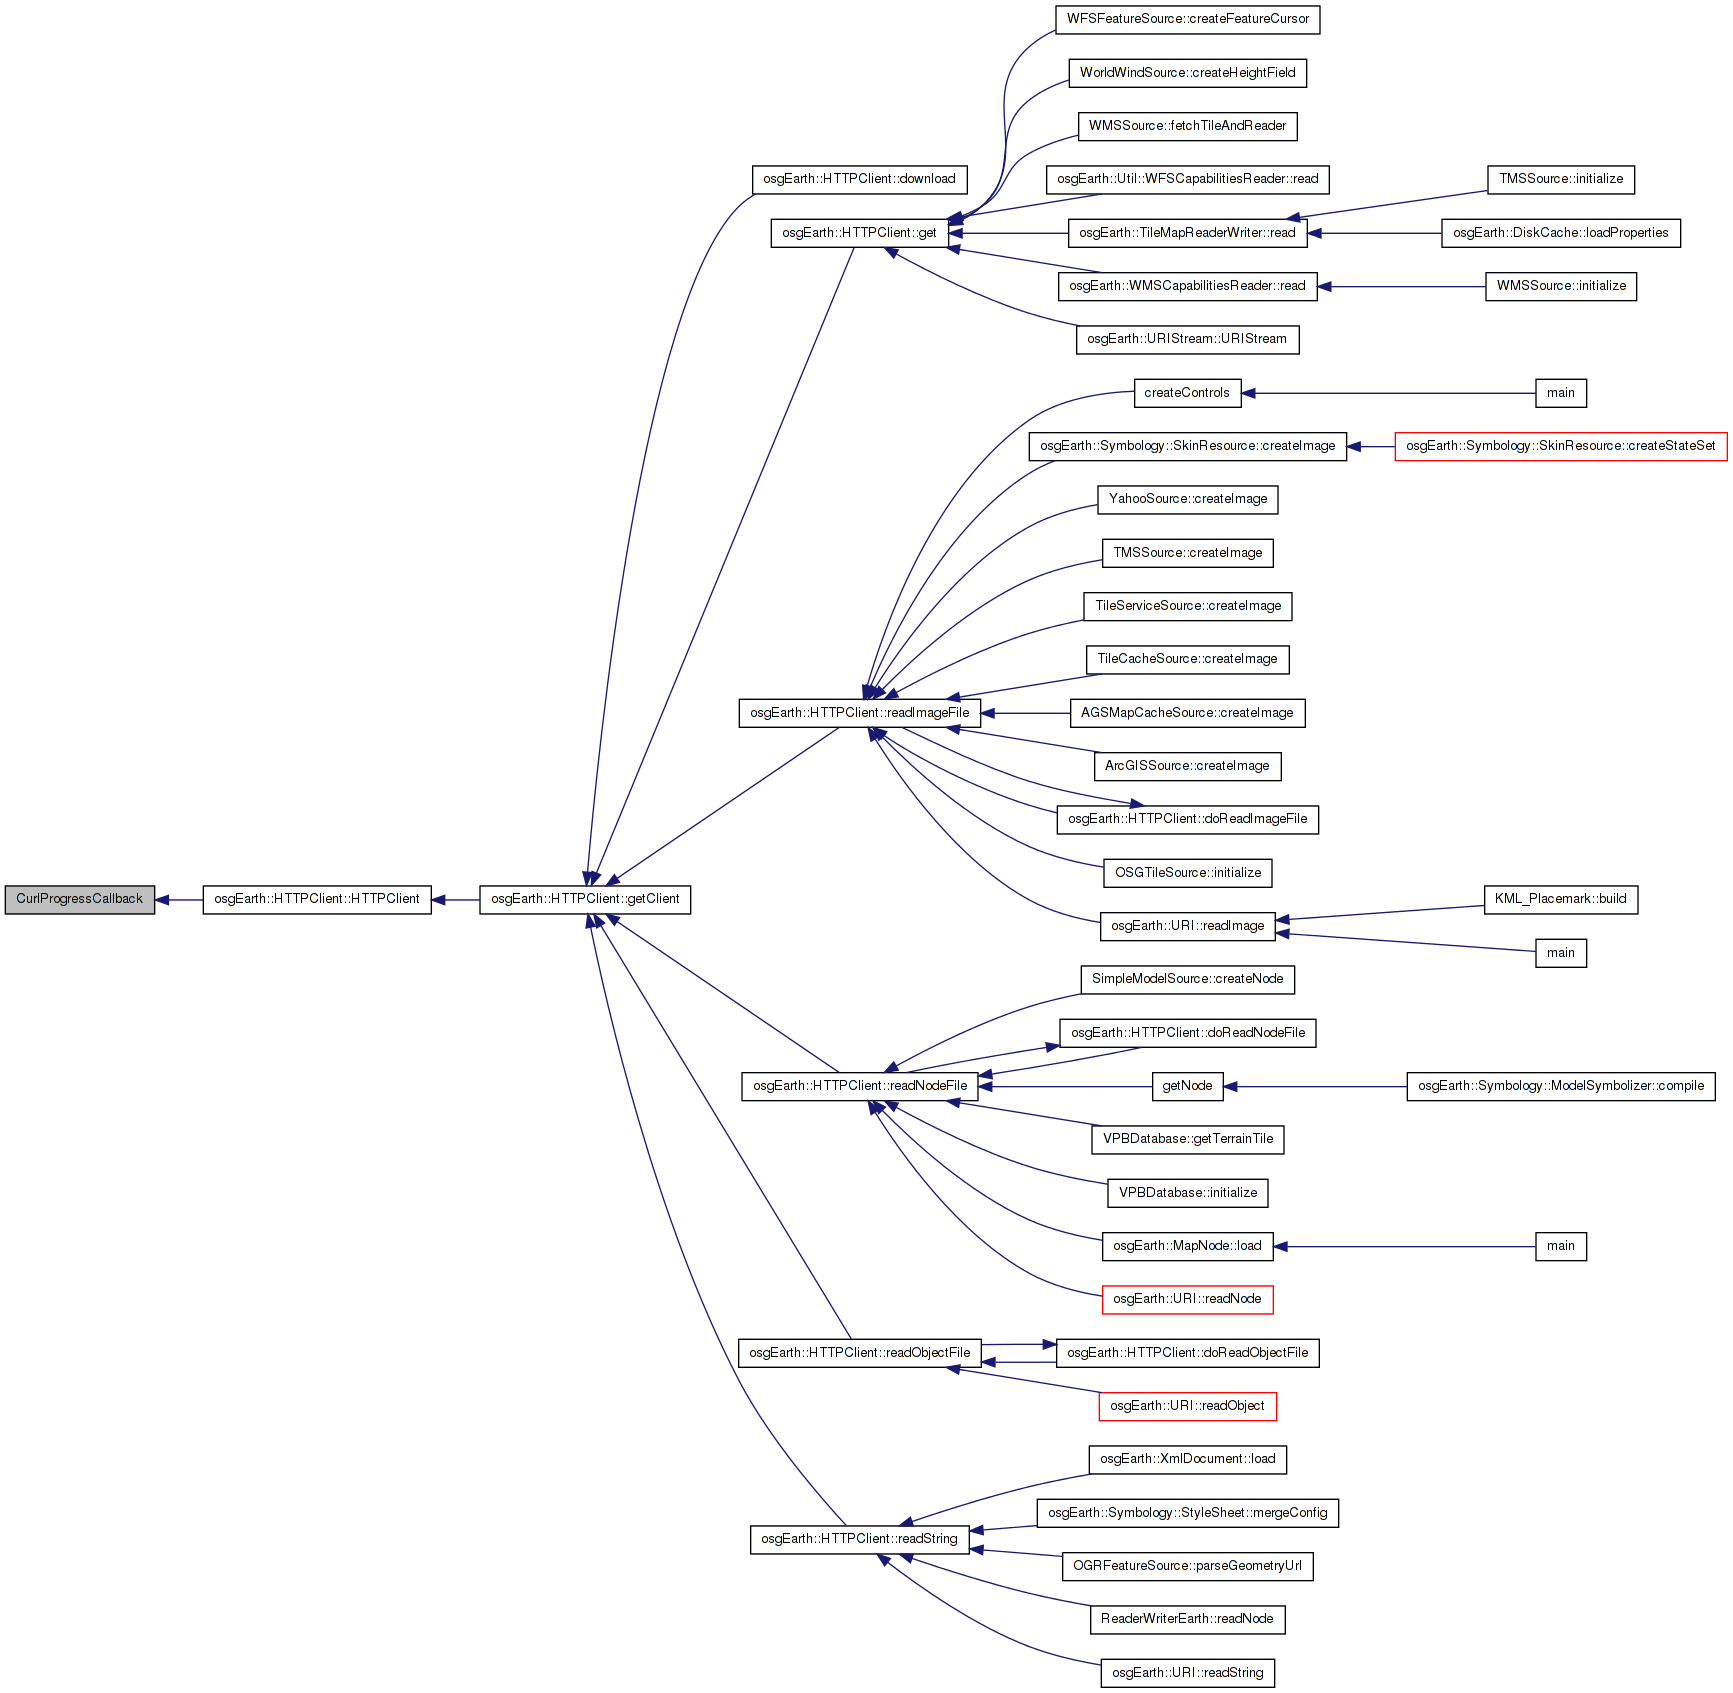 WFSFeatureSource::createFeatureCursor
WorldWindSource::createHeightField
WMSSource::fetchTileAndReader
osgEarth::HTTPClient::download
osgEarth::Util::WFSCapabilitiesReader::read
TMSSource::initialize
osgEarth::HTTPClient::get
osgEarth::TileMapReaderWriter::read
osgEarth::DiskCache::loadProperties
osgEarth::WMSCapabilitiesReader::read
WMSSource::initialize
osgEarth::URIStream::URIStream
createControls
main
osgEarth::Symbology::SkinResource::createImage
osgEarth::Symbology::SkinResource::createStateSet
YahooSource::createImage
TMSSource::createImage
TileServiceSource::createImage
TileCacheSource::createImage
osgEarth::HTTPClient::readImageFile
AGSMapCacheSource::createImage
ArcGISSource::createImage
osgEarth::HTTPClient::doReadImageFile
OSGTileSource::initialize
CurlProgressCallback
osgEarth::HTTPClient::HTTPClient
osgEarth::HTTPClient::getClient
KML_Placemark::build
osgEarth::URI::readImage
main
SimpleModelSource::createNode
osgEarth::HTTPClient::doReadNodeFile
osgEarth::HTTPClient::readNodeFile
getNode
osgEarth::Symbology::ModelSymbolizer::compile
VPBDatabase::getTerrainTile
VPBDatabase::initialize
osgEarth::MapNode::load
main
osgEarth::URI::readNode
osgEarth::HTTPClient::readObjectFile
osgEarth::HTTPClient::doReadObjectFile
osgEarth::URI::readObject
osgEarth::XmlDocument::load
osgEarth::Symbology::StyleSheet::mergeConfig
osgEarth::HTTPClient::readString
OGRFeatureSource::parseGeometryUrl
ReaderWriterEarth::readNode
osgEarth::URI::readString